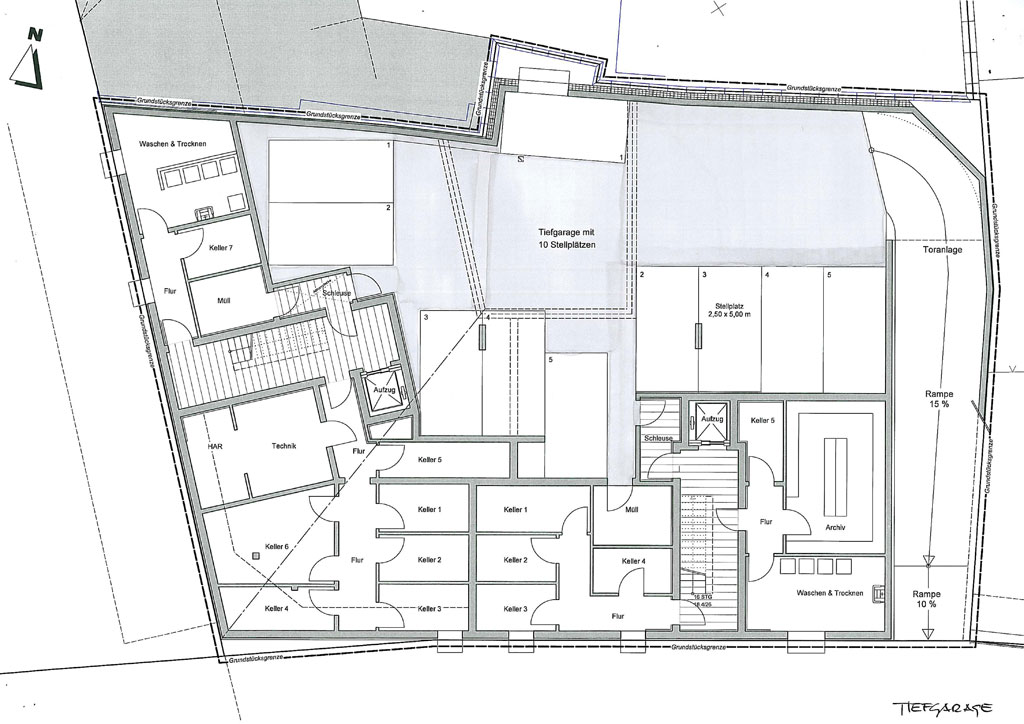 N
Grundstücksgrenze
Grundstücksgrenze
Grundstücksgrenze
Grundstücksgrenze
Waschen & Trocknen
1
2
2
1
Tiefgarage mit
10 Stellplätzen
Grundstücksgrenze
Toranlage
Keller 7
Flur
Müll
Schleuse
2
3
4
5
Stellplatz
2,50 x 5,00 m
3
4
5
Grundstücksgrenze
Aufzug
Rampe
15 %
Aufzug
Schleuse
Keller 5
HAR
Technik
Flur
Keller 5
Grundstücksgrenze
Keller 1
Keller 1
Müll
Flur
Archiv
Keller 6
Flur
Keller 2
Keller 2
Keller 4
Waschen & Trocknen
Rampe
10 %
16 STG
18 4/26
Keller 4
Keller 3
Keller 3
Flur
Grundstücksgrenze
Grundstücksgrenze
TIEFGARAGE